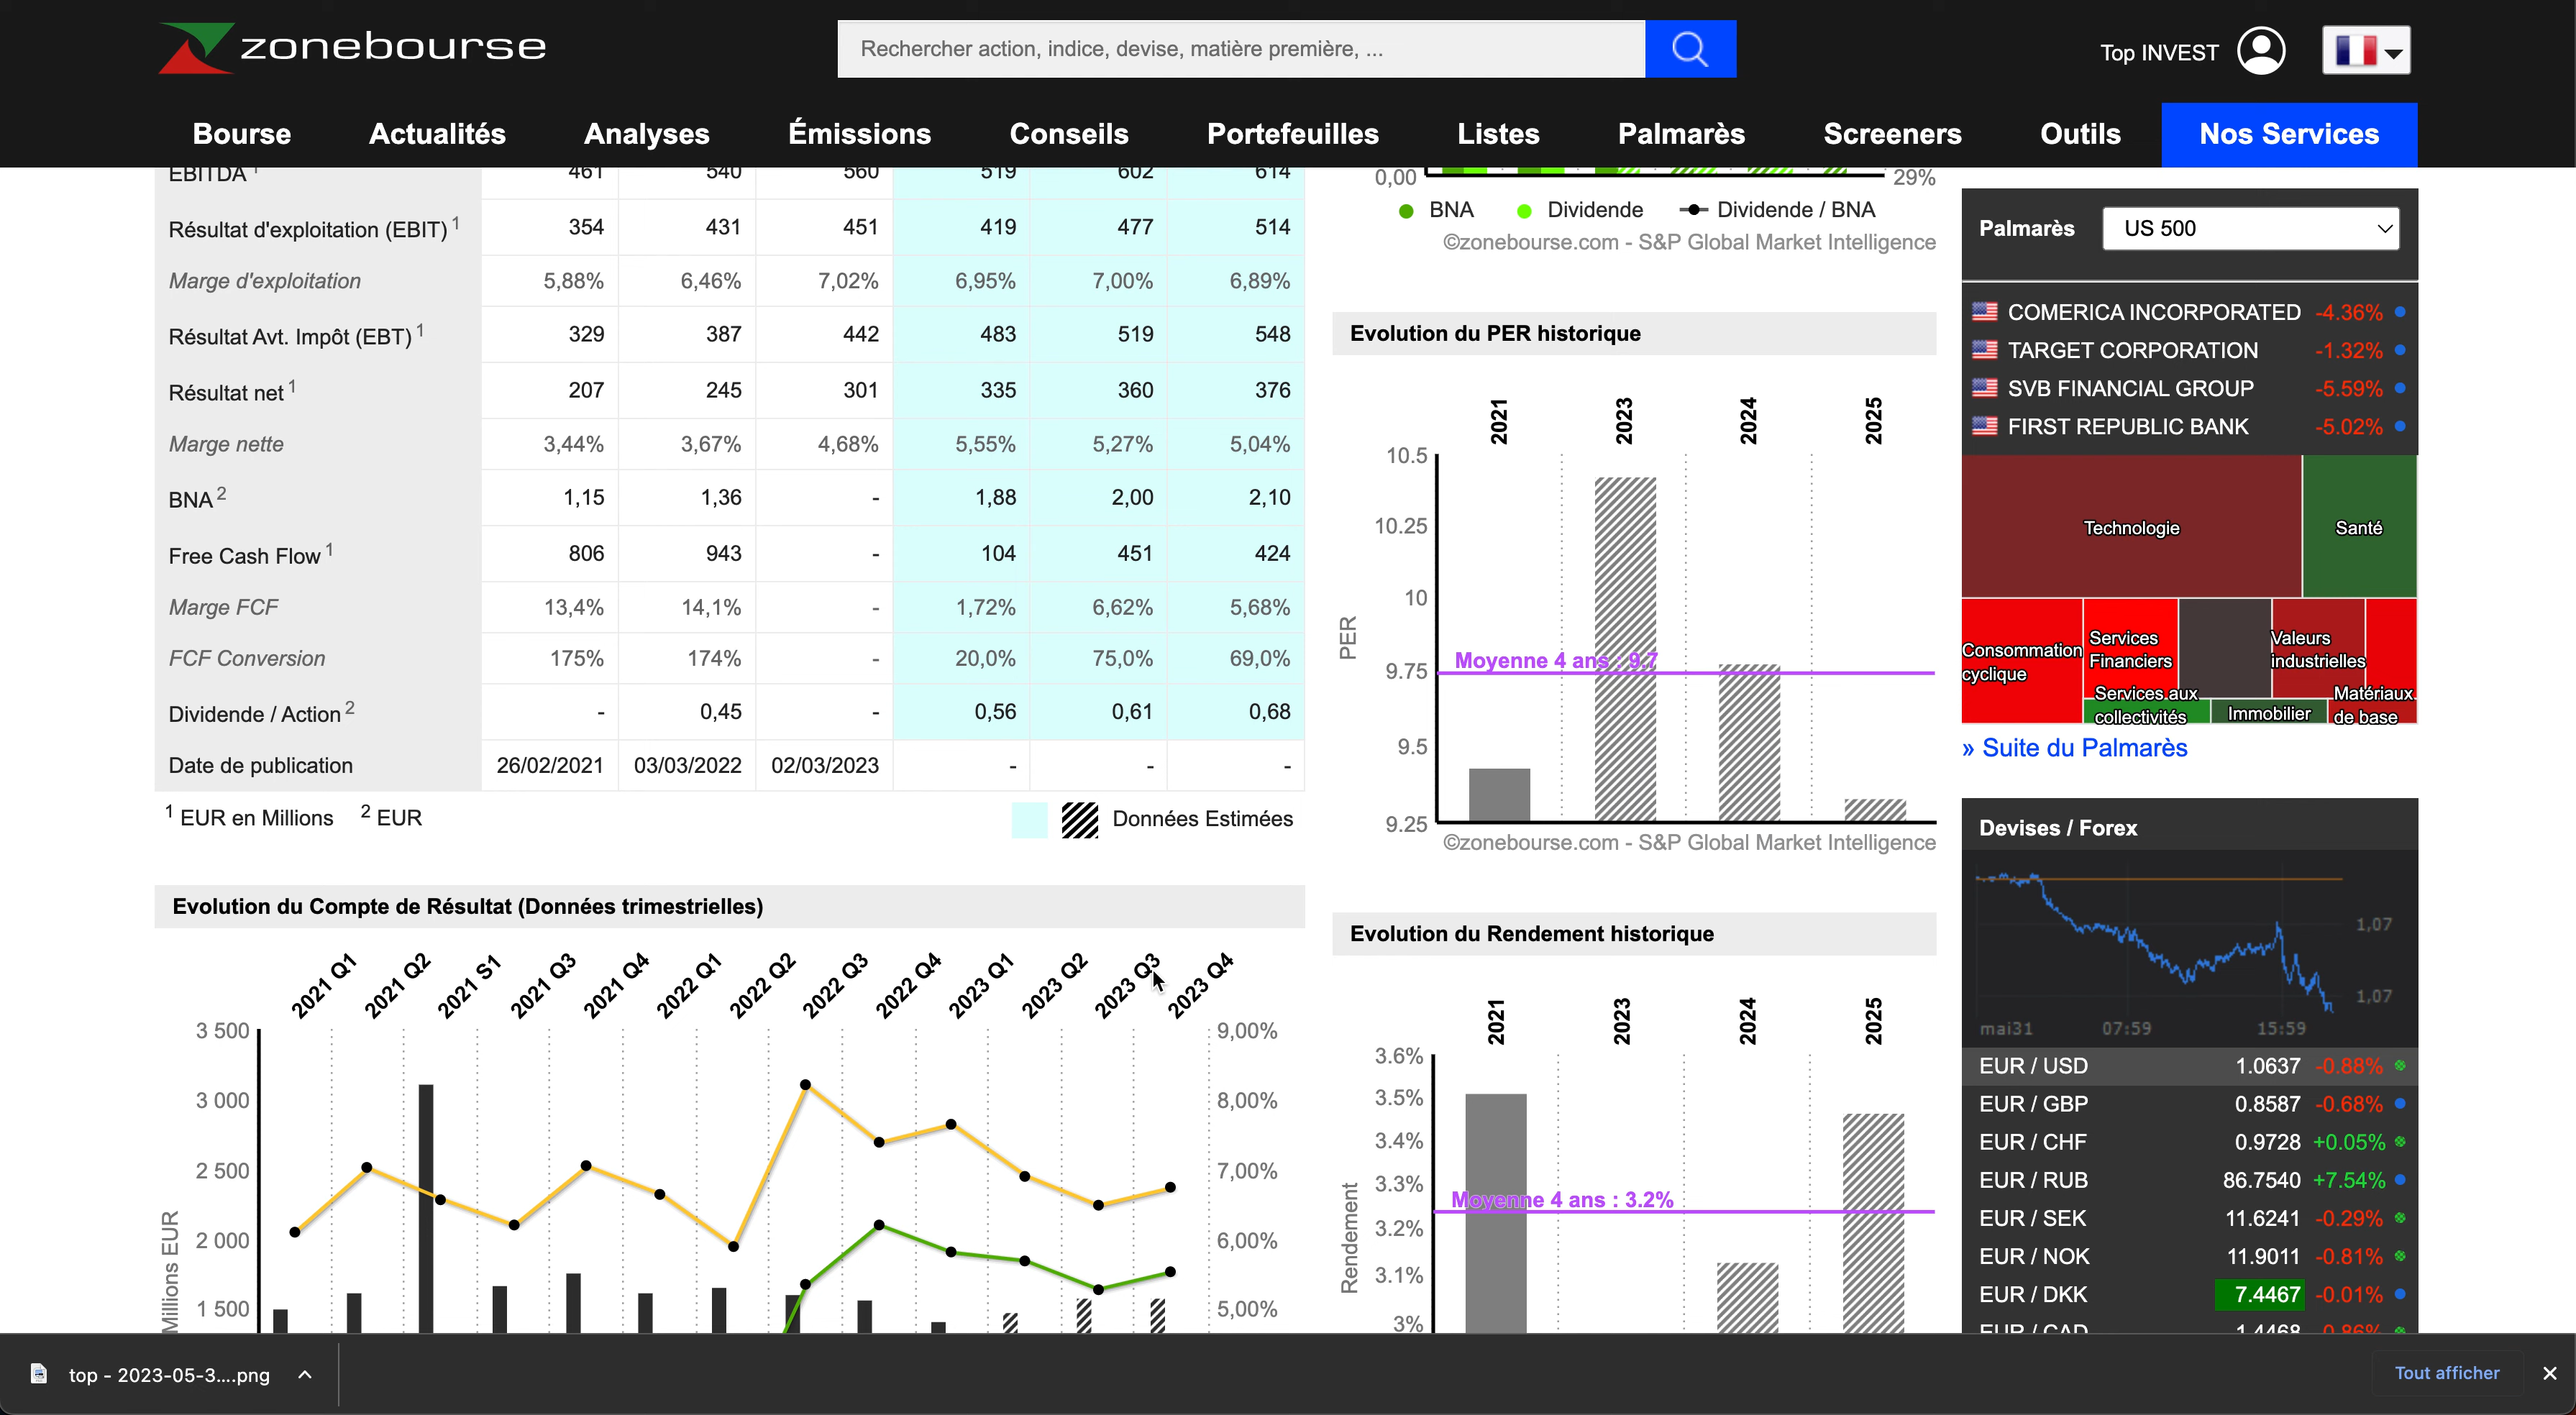 zonebourse
Rechercher action, indice, devise, matière première, ...
Top INVEST
Bourse Actualités Analyses Émissions Conseils Portefeuilles Listes Palmarès Screeners Outils Nos Services
EBITDA 1 461 540 560 519 602 614
Résultat d'exploitation (EBIT) 1 354 431 451 419 477 514
Marge d'exploitation 5,88% 6,46% 7,02% 6,95% 7,00% 6,89%
Résultat Avt. Impôt (EBT) 1 329 387 442 483 519 548
Résultat net 1 207 245 301 335 360 376
Marge nette 3,44% 3,67% 4,68% 5,55% 5,27% 5,04%
BNA 2 1,15 1,36 - 1,88 2,00 2,10
Free Cash Flow 1 806 943 - 104 451 424
Marge FCF 13,4% 14,1% - 1,72% 6,62% 5,68%
FCF Conversion 175% 174% - 20,0% 75,0% 69,0%
Dividende / Action 2 - 0,45 - 0,56 0,61 0,68
Date de publication 26/02/2021 03/03/2022 02/03/2023 - - -
1 EUR en Millions 2 EUR
Données Estimées
Evolution du Compte de Résultat (Données trimestrielles)
2021 Q1 2021 Q2 2021 S1 2021 Q3 2021 Q4 2022 Q1 2022 Q2 2022 Q3 2022 Q4 2023 Q1 2023 Q2 2023 Q3 2023 Q4
3 500 9,00%
3 000 8,00%
2 500 7,00%
2 000 6,00%
1 500 5,00%
Millions EUR
0,00 29%
BNA Dividende Dividende / BNA
©zonebourse.com - S&P Global Market Intelligence
Evolution du PER historique
2021 2023 2024 2025
10.5
10.25
10
9.75
9.5
9.25
PER
Moyenne 4 ans : 9.7
©zonebourse.com - S&P Global Market Intelligence
Evolution du Rendement historique
2021 2023 2024 2025
3.6%
3.5%
3.4%
3.3%
3.2%
3.1%
3%
Rendement
Moyenne 4 ans : 3.2%
Palmarès US 500
COMERICA INCORPORATED -4.36%
TARGET CORPORATION -1.32%
SVB FINANCIAL GROUP -5.59%
FIRST REPUBLIC BANK -5.02%
Technologie
Santé
Consommation
cyclique
Services
Financiers
Valeurs
industrielles
Services aux
collectivités
Immobilier
Matériaux
de base
» Suite du Palmarès
Devises / Forex
1,07
1,07
mai31 07:59 15:59
EUR / USD 1.0637 -0.88%
EUR / GBP 0.8587 -0.68%
EUR / CHF 0.9728 +0.05%
EUR / RUB 86.7540 +7.54%
EUR / SEK 11.6241 -0.29%
EUR / NOK 11.9011 -0.81%
EUR / DKK 7.4467 -0.01%
EUR / CAD 1.4468 0.86%
top - 2023-05-3....png
Tout afficher